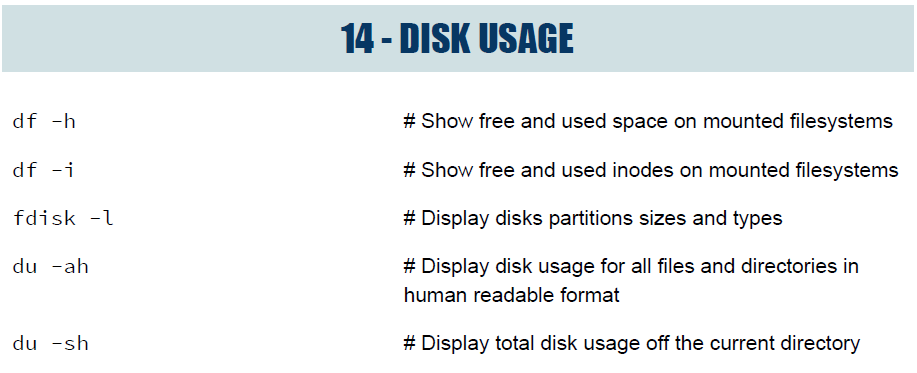 14 - DISK USAGE
df -h # Show free and used space on mounted filesystems
df -i # Show free and used inodes on mounted filesystems
fdisk -l # Display disks partitions sizes and types
du -ah # Display disk usage for all files and directories in
human readable format
du -sh # Display total disk usage off the current directory